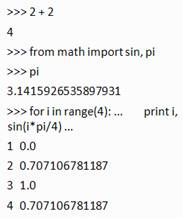 >>> 2 + 2
4
>>> from math import sin, pi
>>> pi
3.1415926535897931
>>> for i in range(4): ... print i,
sin(i*pi/4) ...
1 0.0
2 0.707106781187
3 1.0
4 0.707106781187